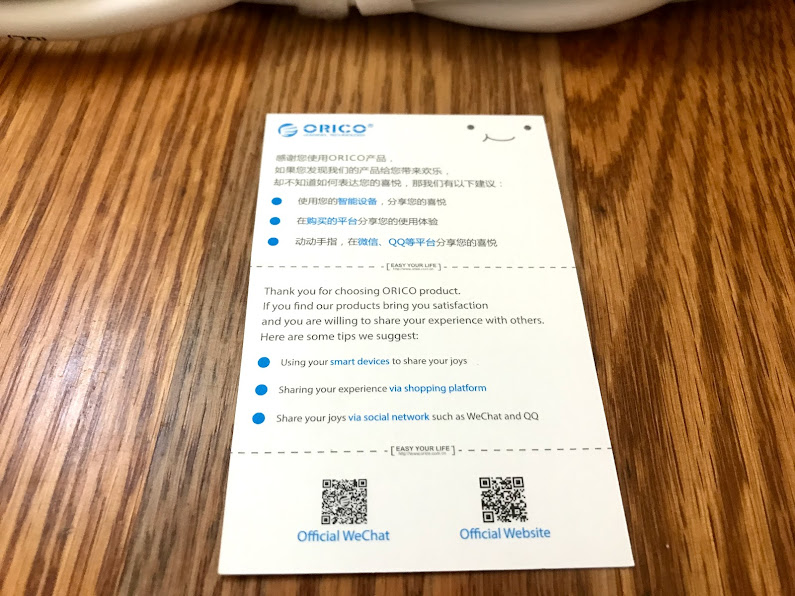 ORICO®
感谢您使用ORICO产品，
如果您发现我们的产品给您带来欢乐，
却不知道如何表达您的喜悦，那我们有以下建议：
使用您的智能设备，分享您的喜悦
在购买的平台分享您的使用体验
动动手指，在微信、QQ等平台分享您的喜悦
[EASY YOUR LIFE]
Thank you for choosing ORICO product.
If you find our products bring you satisfaction
and you are willing to share your experience with others.
Here are some tips we suggest:
Using your smart devices to share your joys
Sharing your experience via shopping platform
Share your joys via social network such as WeChat and QQ
[EASY YOUR LIFE]
Official WeChat
Official Website